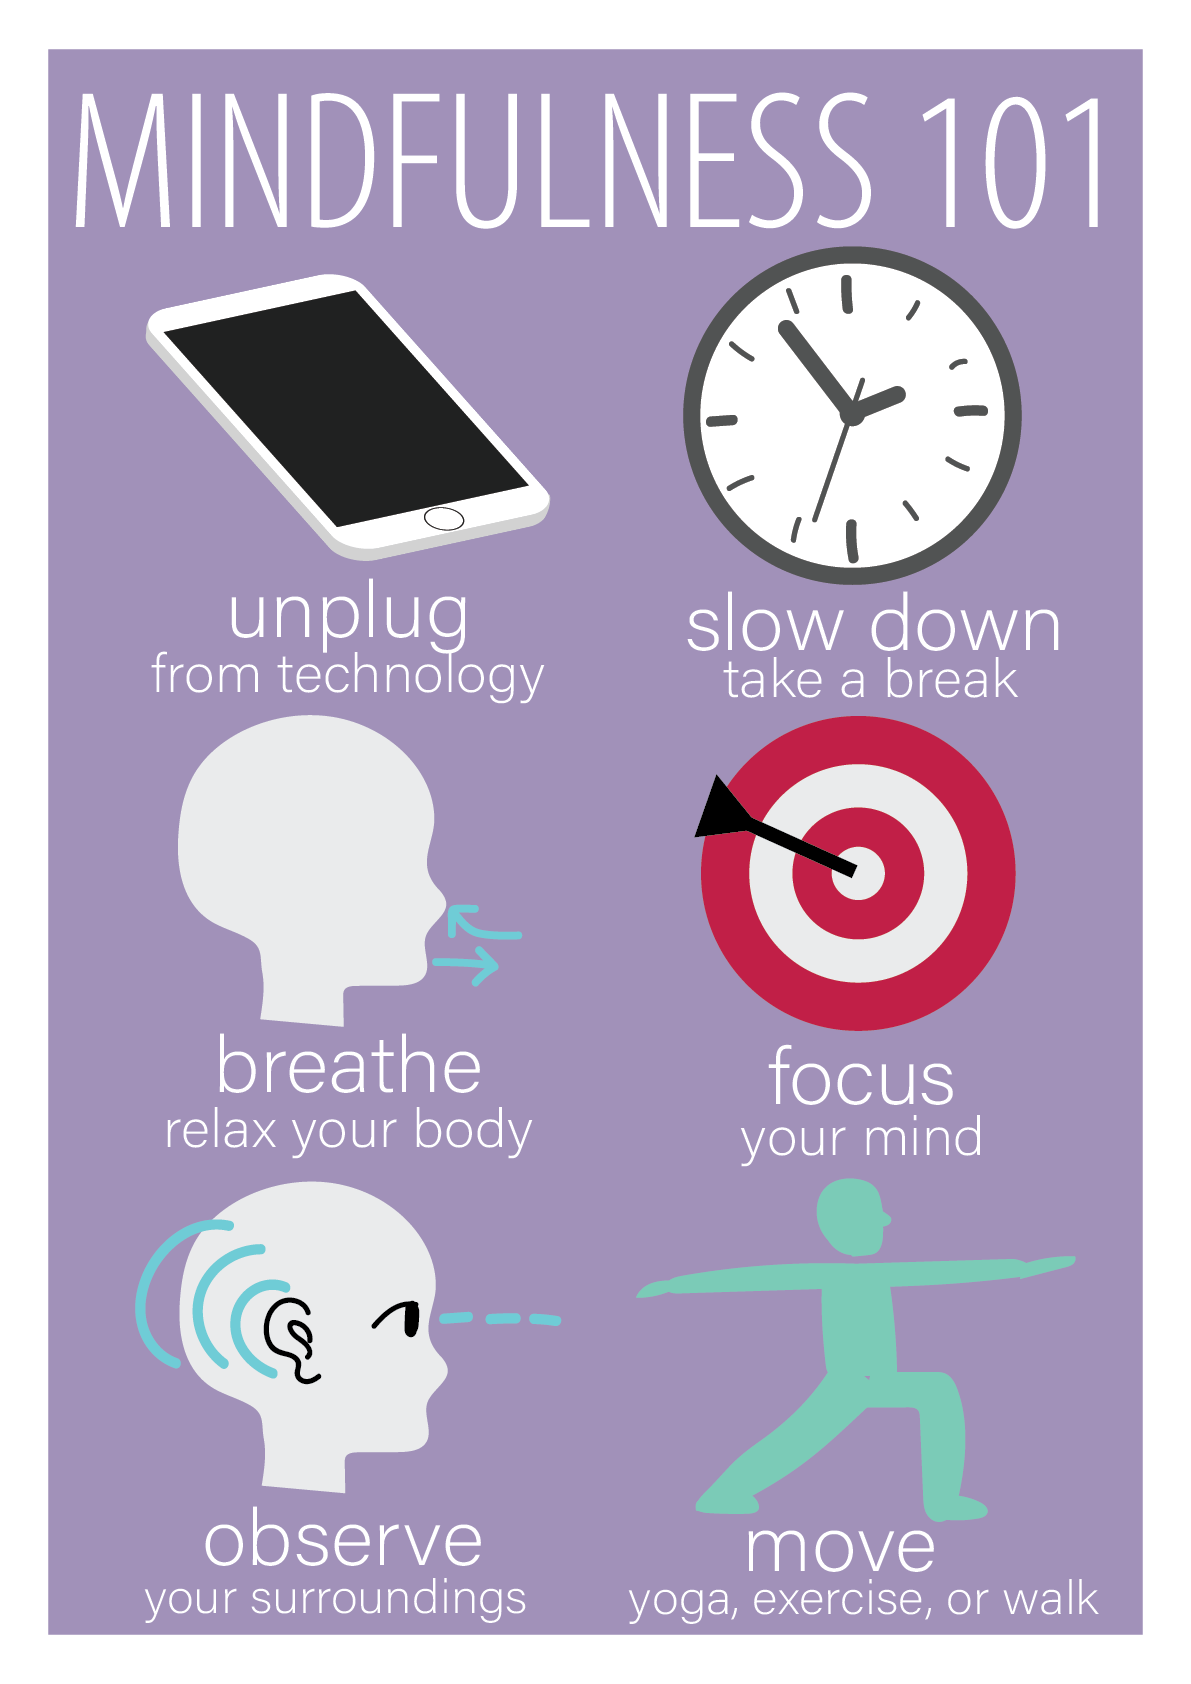 MINDFULNESS 101
unplug
from technology
slow down
take a break
breathe
relax your body
focus
your mind
observe
your surroundings
move
yoga, exercise, or walk